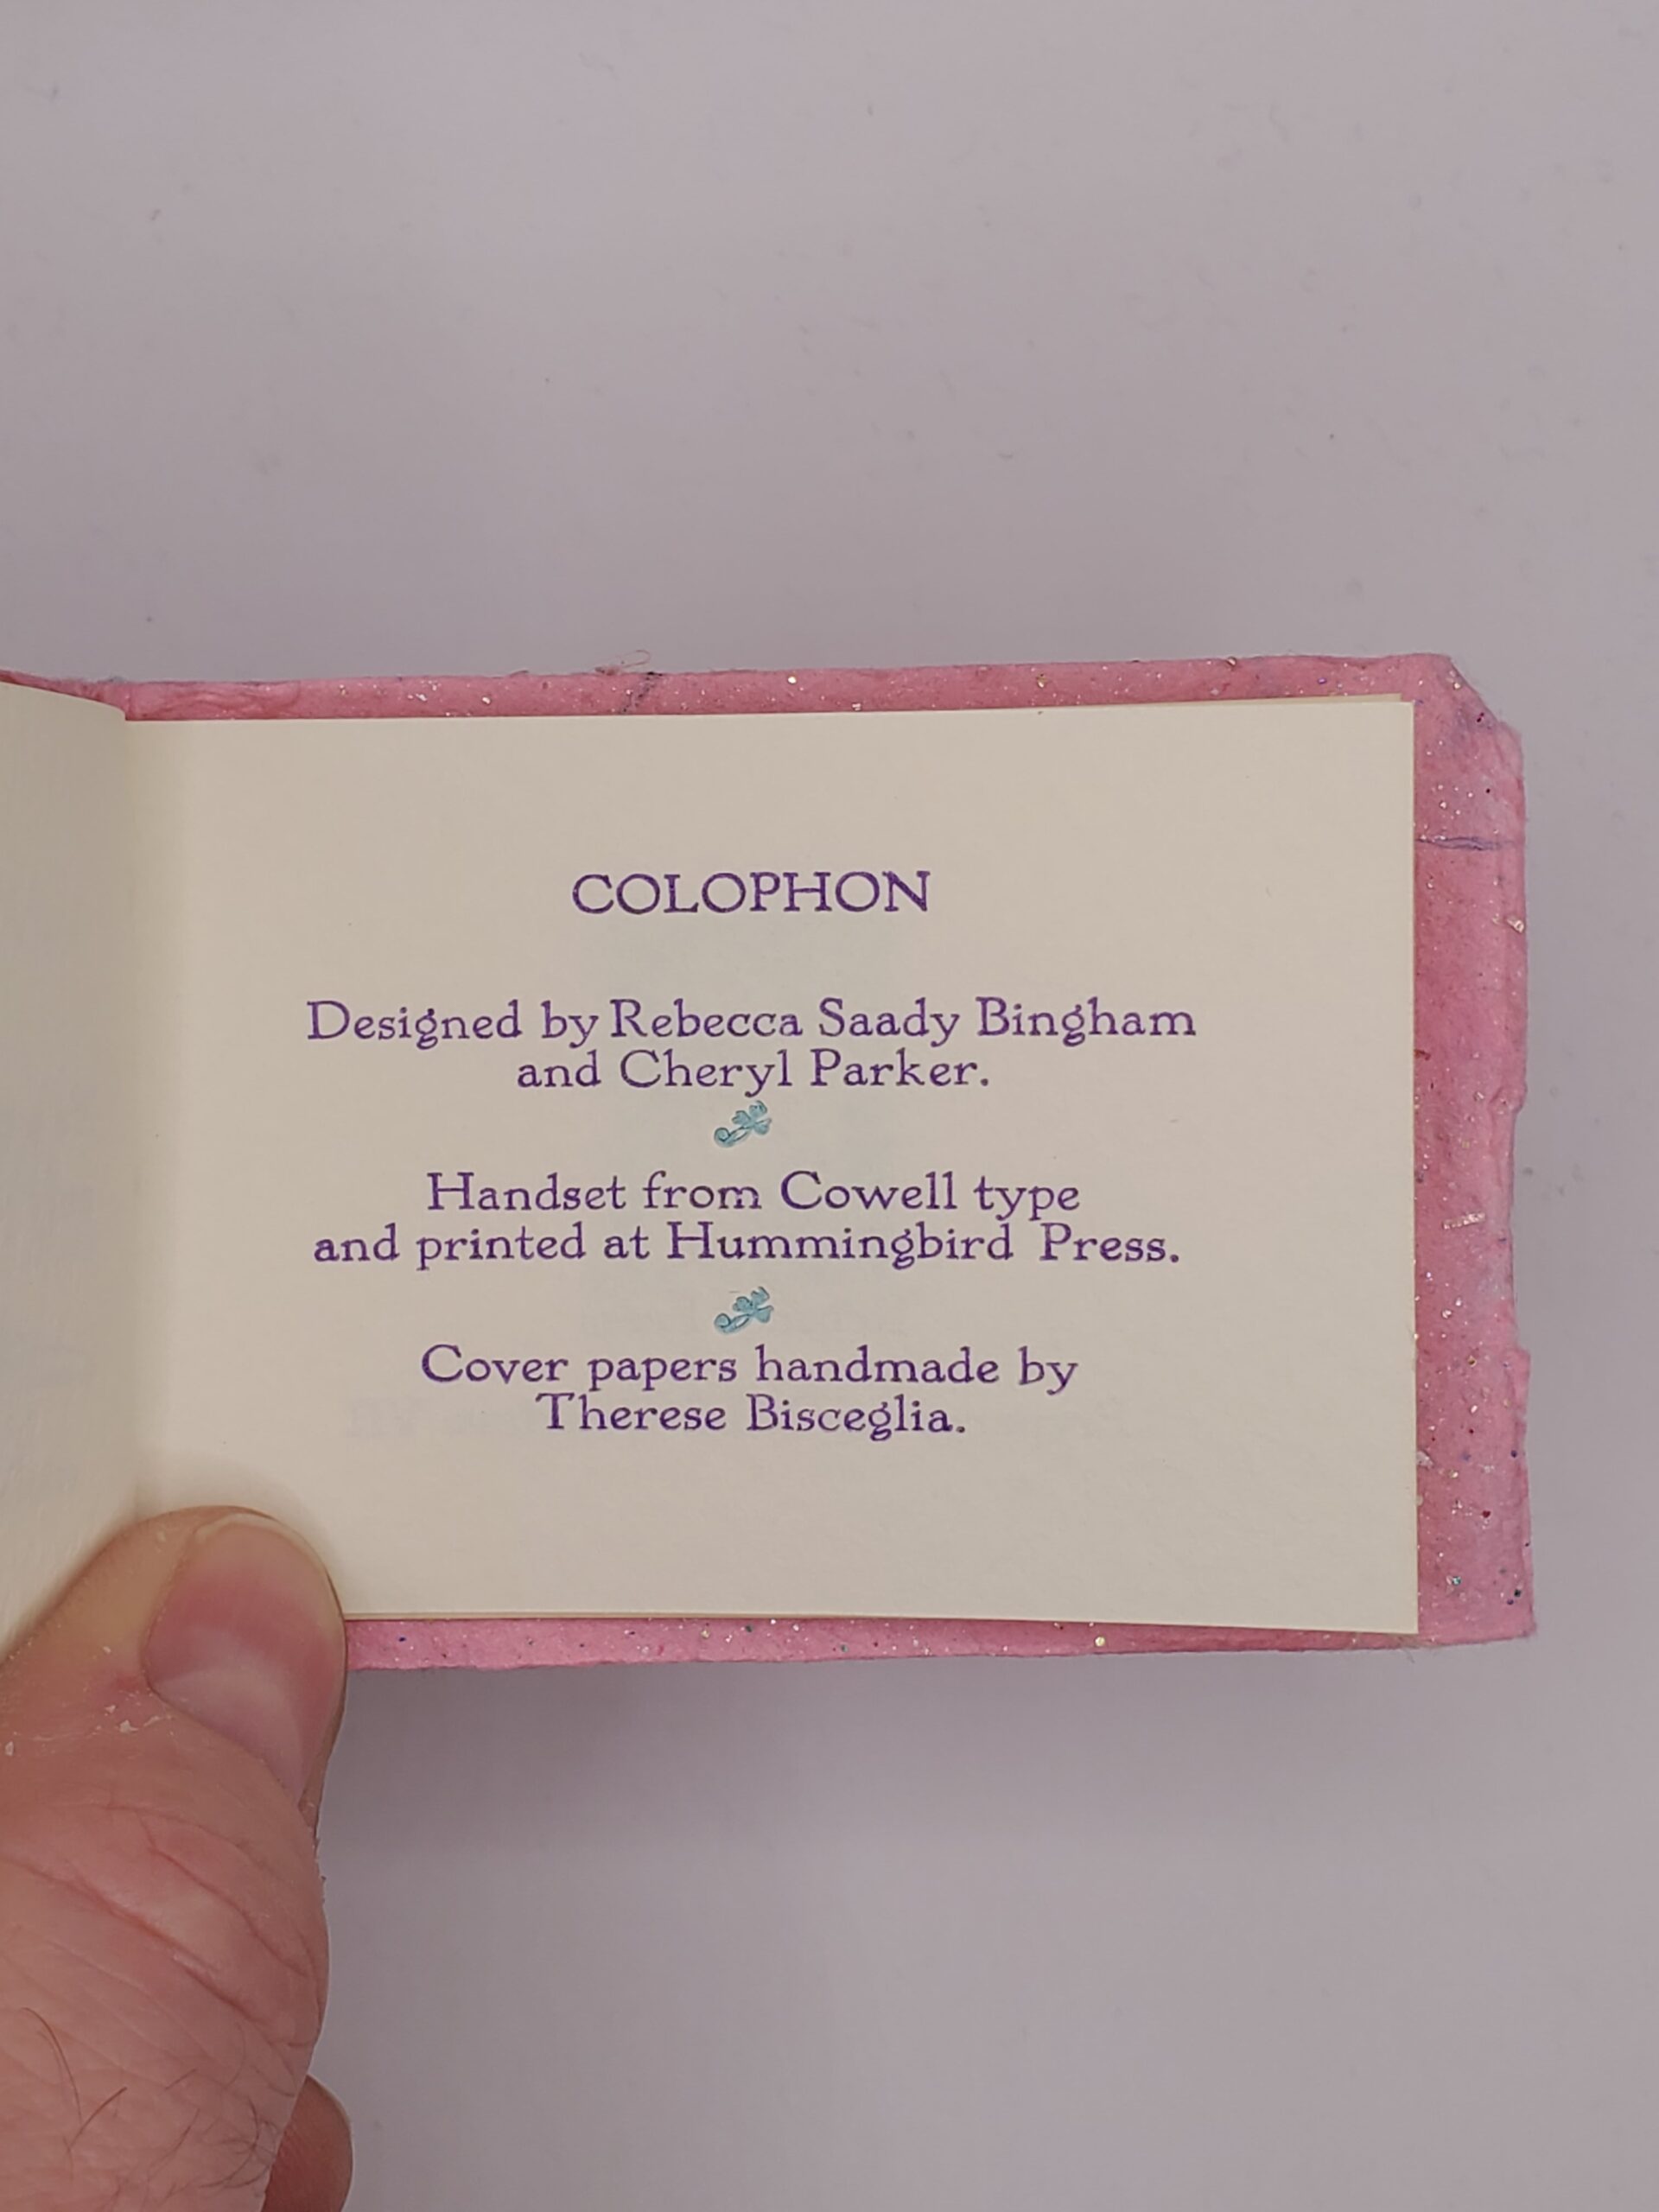 COLOPHON
Designed by Rebecca Saady Bingham
and Cheryl Parker.
Handset from Cowell type
and printed at Hummingbird Press.
Cover papers handmade by
Therese Bisceglia.